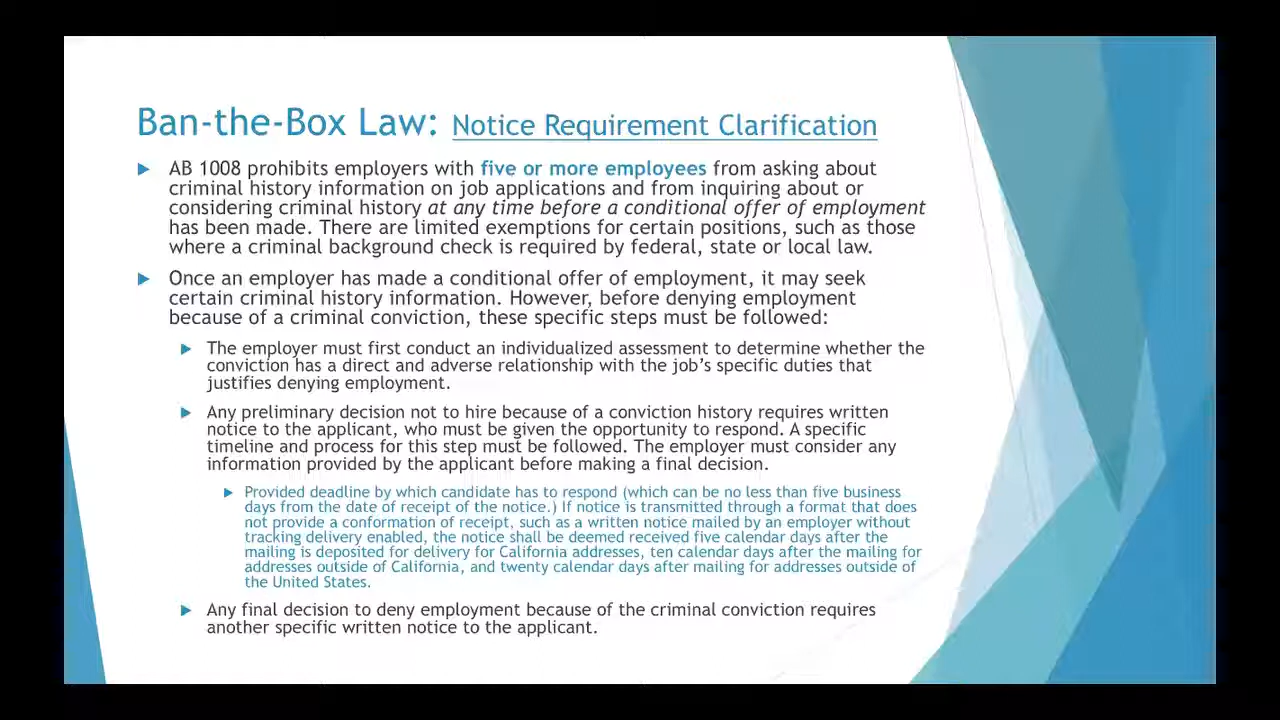 Ban-the-Box Law: Notice Requirement Clarification
AB 1008 prohibits employers with five or more employees from asking about
criminal history information on job applications and from inquiring about or
considering criminal history at any time before a conditional offer of employment
has been made. There are limited exemptions for certain positions, such as those
where a criminal background check is required by federal, state or local law.
Once an employer has made a conditional offer of employment, it may seek
certain criminal history information. However, before denying employment
because of a criminal conviction, these specific steps must be followed:
The employer must first conduct an individualized assessment to determine whether the
conviction has a direct and adverse relationship with the job's specific duties that
justifies denying employment.
Any preliminary decision not to hire because of a conviction history requires written
notice to the applicant, who must be given the opportunity to respond. A specific
timeline and process for this step must be followed. The employer must consider any
information provided by the applicant before making a final decision.
Provided deadline by which candidate has to respond (which can be no less than five business
days from the date of receipt of the notice.) If notice is transmitted through a format that does
not provide a conformation of receipt, such as a written notice mailed by an employer without
tracking delivery enabled, the notice shall be deemed received five calendar days after the
mailing is deposited for delivery for California addresses, ten calendar days after the mailing for
addresses outside of California, and twenty calendar days after mailing for addresses outside of
the United States.
Any final decision to deny employment because of the criminal conviction requires
another specific written notice to the applicant.